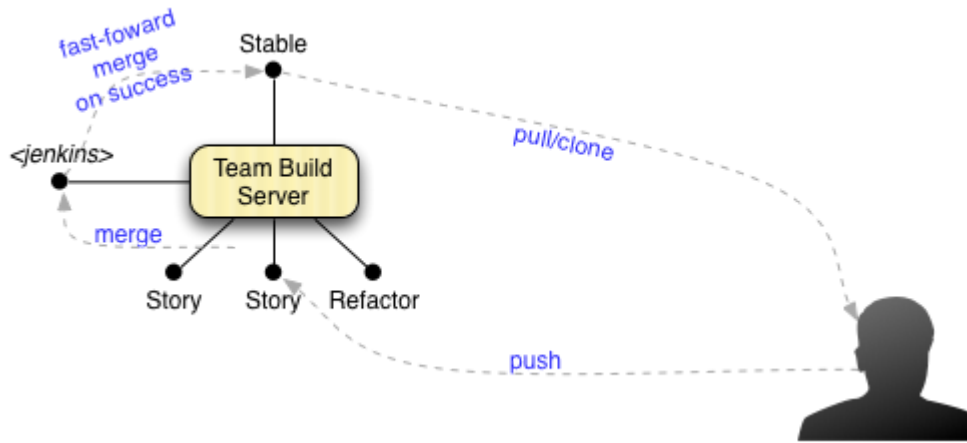 fast-foward
merge
on success
Stable
pull/clone
<jenkins>
Team Build
Server
merge
Story
Story
Refactor
push